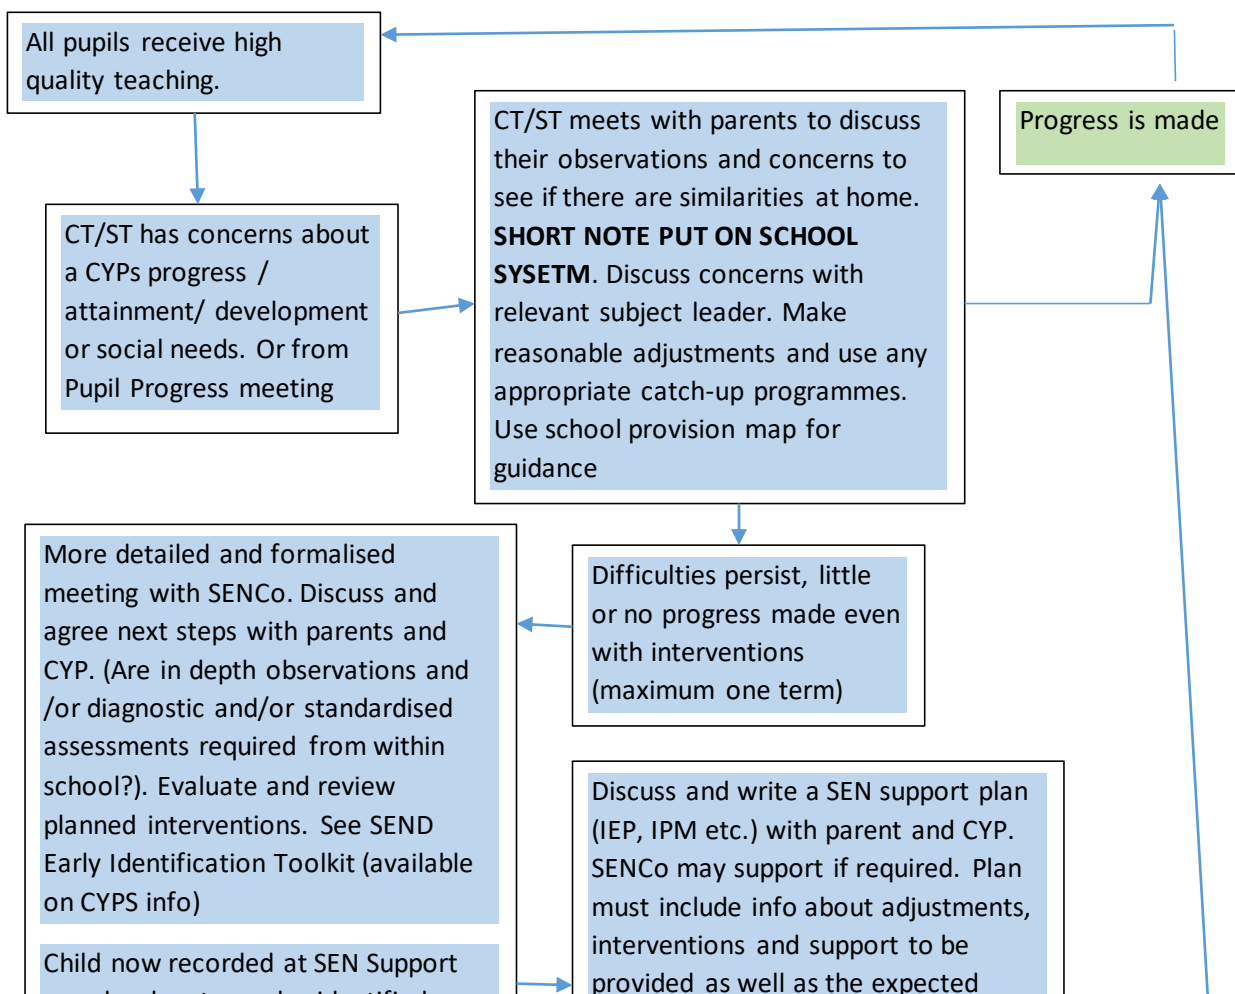 All pupils receive high
quality teaching.
CT/ST has concerns about
a CYPs progress /
attainment/ development
or social needs. Or from
Pupil Progress meeting
CT/ST meets with parents to discuss
their observations and concerns to
see if there are similarities at home.
SHORT NOTE PUT ON SCHOOL
SYSETM. Discuss concerns with
relevant subject leader. Make
reasonable adjustments and use any
appropriate catch-up programmes.
Use school provision map for
guidance
Progress is made
Difficulties persist, little
or no progress made even
with interventions
(maximum one term)
More detailed and formalised
meeting with SENCo. Discuss and
agree next steps with parents and
CYP. (Are in depth observations and
/or diagnostic and/or standardised
assessments required from within
school?). Evaluate and review
planned interventions. See SEND
Early Identification Toolkit (available
on CYPS info)
Child now recorded at SEN Support
Discuss and write a SEN support plan
(IEP, IPM etc.) with parent and CYP.
SENCo may support if required. Plan
must include info about adjustments,
interventions and support to be
provided as well as the expected